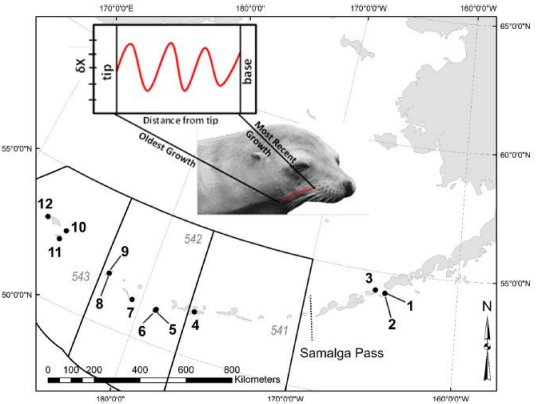 170°0'0"E 180°0'0" 170°0'0"W 160°0'0"W
65°0'0"N
δX
tip
base
Distance from tip
Oldest Growth
Most Recent
Growth
55°0'0"N
60°0'0"N
12
10
11
542
9
543
8
7
6
5
4
541
3
1
2
55°0'0"N
50°0'0"N
N
Samalga Pass
0 100 200 400 600 800
Kilometers
180°0'0" 170°0'0"W 160°0'0"W